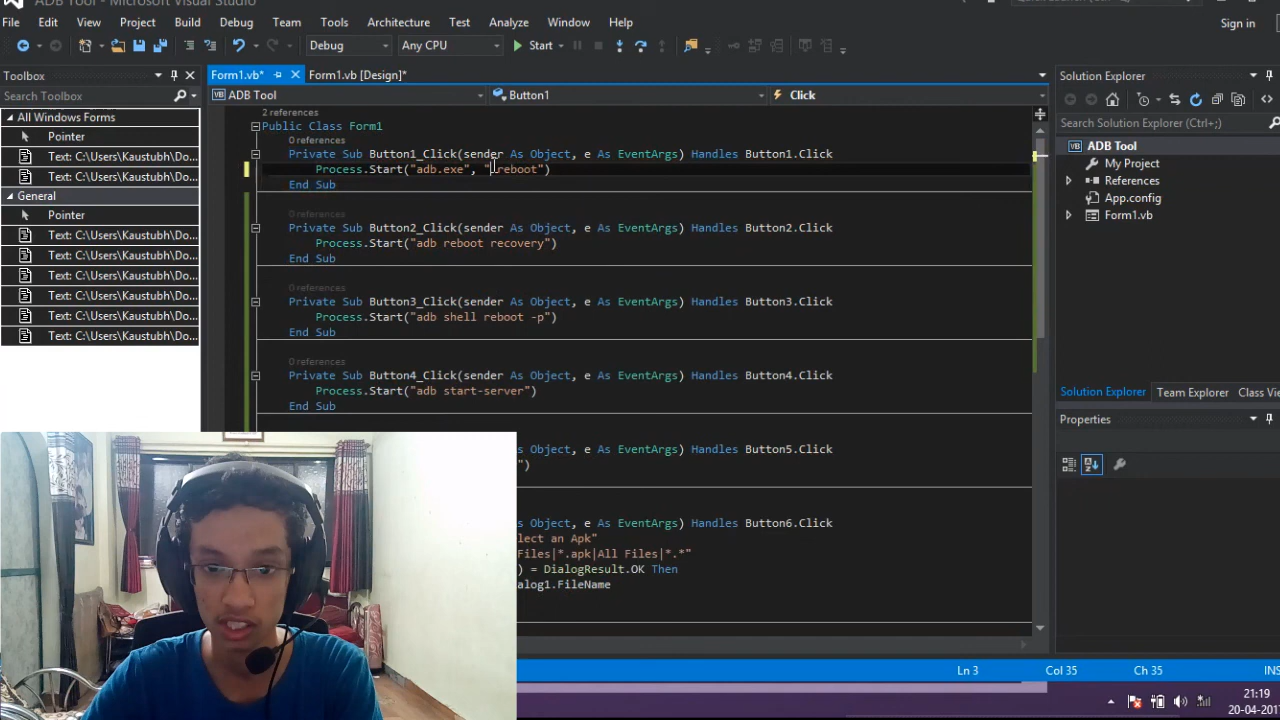 ADB Tool - Microsoft Visual Studio
File Edit View Project Build Debug Team Tools Architecture Test Analyze Window Help
Sign in
Debug Any CPU Start
Toolbox
Search Toolbox
All Windows Forms
Pointer
Text: C:\Users\Kaustubh\Do...
Text: C:\Users\Kaustubh\Do...
General
Pointer
Text: C:\Users\Kaustubh\Do...
Text: C:\Users\Kaustubh\Do...
Text: C:\Users\Kaustubh\Do...
Text: C:\Users\Kaustubh\Do...
Text: C:\Users\Kaustubh\Do...
Text: C:\Users\Kaustubh\Do...
Form1.vb* Form1.vb [Design]*
ADB Tool Button1 Click
2 references
Public Class Form1
0 references
Private Sub Button1_Click(sender As Object, e As EventArgs) Handles Button1.Click
Process.Start("adb.exe", " reboot")
End Sub
0 references
Private Sub Button2_Click(sender As Object, e As EventArgs) Handles Button2.Click
Process.Start("adb reboot recovery")
End Sub
0 references
Private Sub Button3_Click(sender As Object, e As EventArgs) Handles Button3.Click
Process.Start("adb shell reboot -p")
End Sub
0 references
Private Sub Button4_Click(sender As Object, e As EventArgs) Handles Button4.Click
Process.Start("adb start-server")
End Sub
As Object, e As EventArgs) Handles Button5.Click
)
As Object, e As EventArgs) Handles Button6.Click
lect an Apk"
Files|*.apk|All Files|*.*"
) = DialogResult.OK Then
alog1.FileName
Solution Explorer
Search Solution Explorer (Ctrl+;)
ADB Tool
My Project
References
App.config
Form1.vb
Solution Explorer Team Explorer Class Vie
Properties
Ln 3 Col 35 Ch 35 INS
21:19
20-04-201